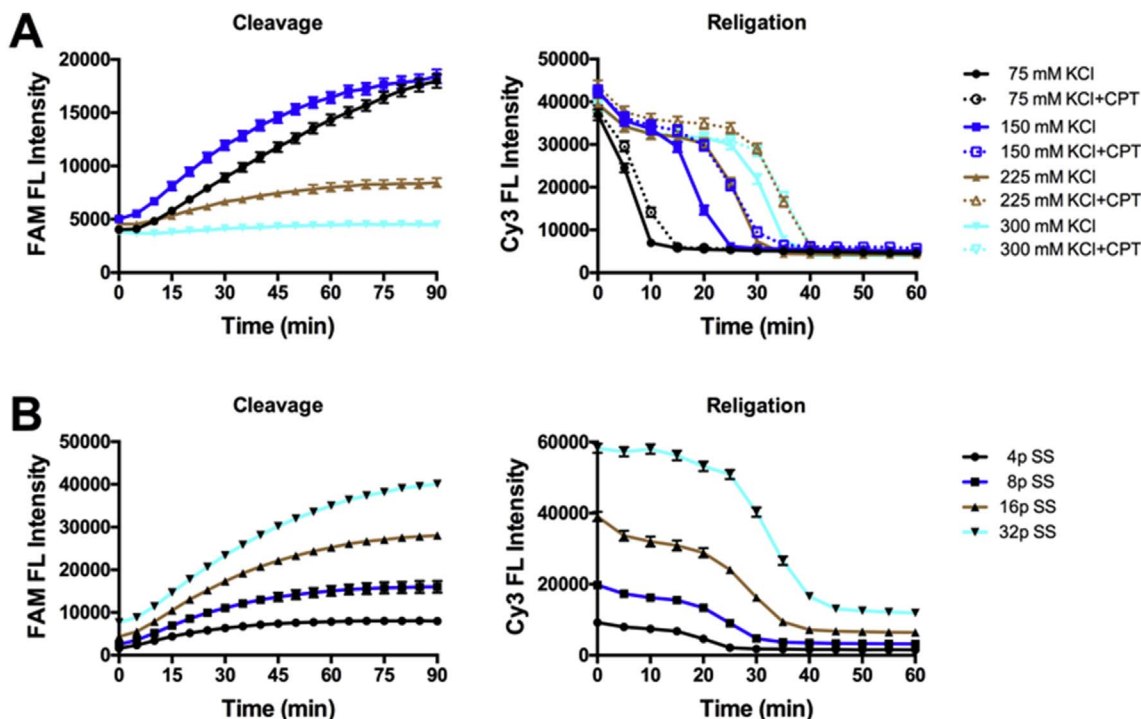 A
Cleavage
FAM FL Intensity
20000
15000
10000
5000
0
0 15 30 45 60 75 90
Time (min)
Religation
Cy3 FL Intensity
50000
40000
30000
20000
10000
0
0 10 20 30 40 50 60
Time (min)
75 mM KCl
75 mM KCl+CPT
150 mM KCl
150 mM KCl+CPT
225 mM KCl
225 mM KCl+CPT
300 mM KCl
300 mM KCl+CPT
B
Cleavage
FAM FL Intensity
50000
40000
30000
20000
10000
0
0 15 30 45 60 75 90
Time (min)
Religation
Cy3 FL Intensity
60000
40000
20000
0
0 10 20 30 40 50 60
Time (min)
4p SS
8p SS
16p SS
32p SS